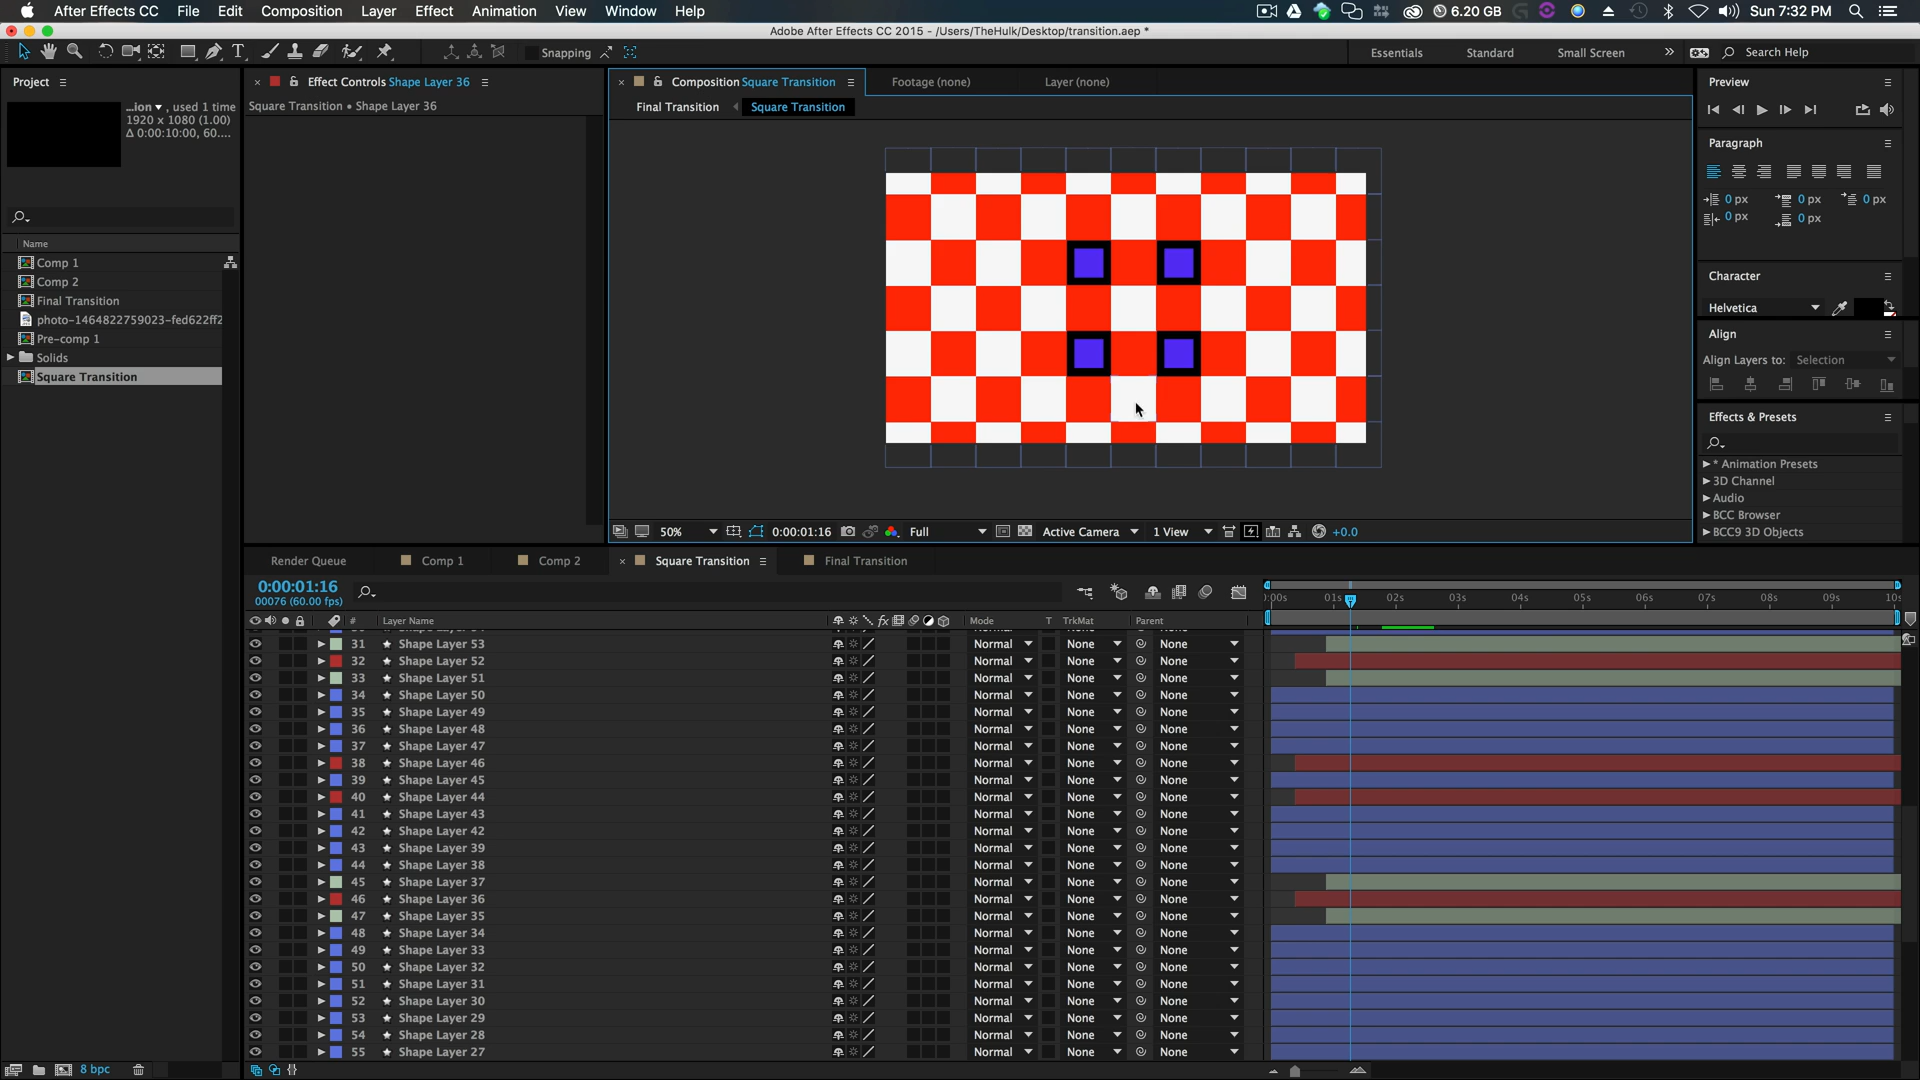 After Effects CC File Edit Composition Layer Effect Animation View Window Help 6.20 GB Sun 7:32 PM
Adobe After Effects CC 2015 - /Users/TheHulk/Desktop/transition.aep *
Snapping Essentials Standard Small Screen Search Help
Project
...ion ▾, used 1 time
1920 x 1080 (1.00)
Δ 0:00:10:00, 60....
Name
Comp 1
Comp 2
Final Transition
photo-1464822759023-fed622ff2
Pre-comp 1
Solids
Square Transition
8 bpc
Effect Controls Shape Layer 36
Square Transition • Shape Layer 36
Composition Square Transition Footage (none) Layer (none)
Final Transition Square Transition
50% 0:00:01:16 Full Active Camera 1 View +0.0
Preview
Paragraph
0 px 0 px 0 px
0 px 0 px
Character
Helvetica
Align
Align Layers to: Selection
Effects & Presets
* Animation Presets
3D Channel
Audio
BCC Browser
BCC9 3D Objects
Render Queue Comp 1 Comp 2 Square Transition Final Transition
0:00:01:16
00076 (60.00 fps)
:00s 01s 02s 03s 04s 05s 06s 07s 08s 09s 10s
# Layer Name Mode T TrkMat Parent
31 Shape Layer 53 Normal None None
32 Shape Layer 52 Normal None None
33 Shape Layer 51 Normal None None
34 Shape Layer 50 Normal None None
35 Shape Layer 49 Normal None None
36 Shape Layer 48 Normal None None
37 Shape Layer 47 Normal None None
38 Shape Layer 46 Normal None None
39 Shape Layer 45 Normal None None
40 Shape Layer 44 Normal None None
41 Shape Layer 43 Normal None None
42 Shape Layer 42 Normal None None
43 Shape Layer 39 Normal None None
44 Shape Layer 38 Normal None None
45 Shape Layer 37 Normal None None
46 Shape Layer 36 Normal None None
47 Shape Layer 35 Normal None None
48 Shape Layer 34 Normal None None
49 Shape Layer 33 Normal None None
50 Shape Layer 32 Normal None None
51 Shape Layer 31 Normal None None
52 Shape Layer 30 Normal None None
53 Shape Layer 29 Normal None None
54 Shape Layer 28 Normal None None
55 Shape Layer 27 Normal None None